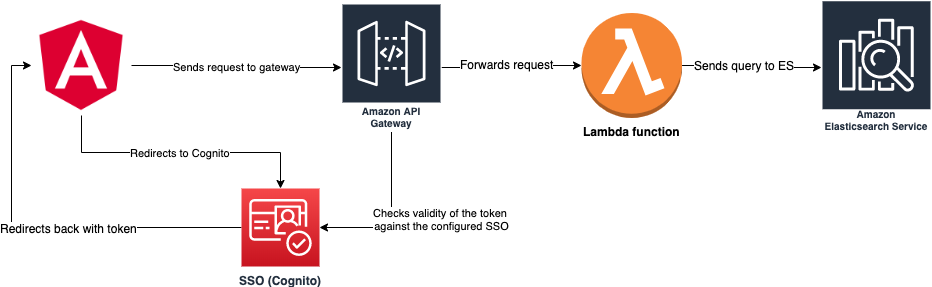 Sends request to gateway
Forwards request
Sends query to ES
Amazon API
Gateway
Lambda function
Amazon
Elasticsearch Service
Redirects to Cognito
Checks validity of the token
against the configured SSO
Redirects back with token
SSO (Cognito)